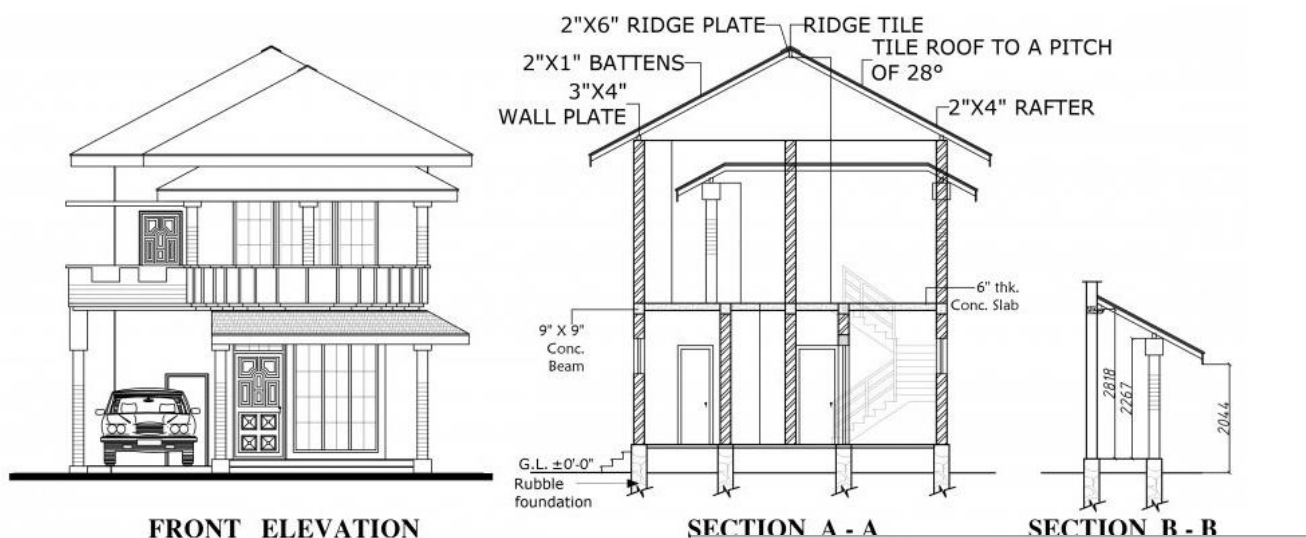 2"X6" RIDGE PLATE
RIDGE TILE
2"X1" BATTENS
TILE ROOF TO A PITCH
OF 28°
3"X4"
WALL PLATE
2"X4" RAFTER
6" thk.
Conc. Slab
9" X 9"
Conc.
Beam
2818
2267
2044
G.L. ±0'-0"
Rubble
foundation
FRONT ELEVATION
SECTION A - A
SECTION B - B